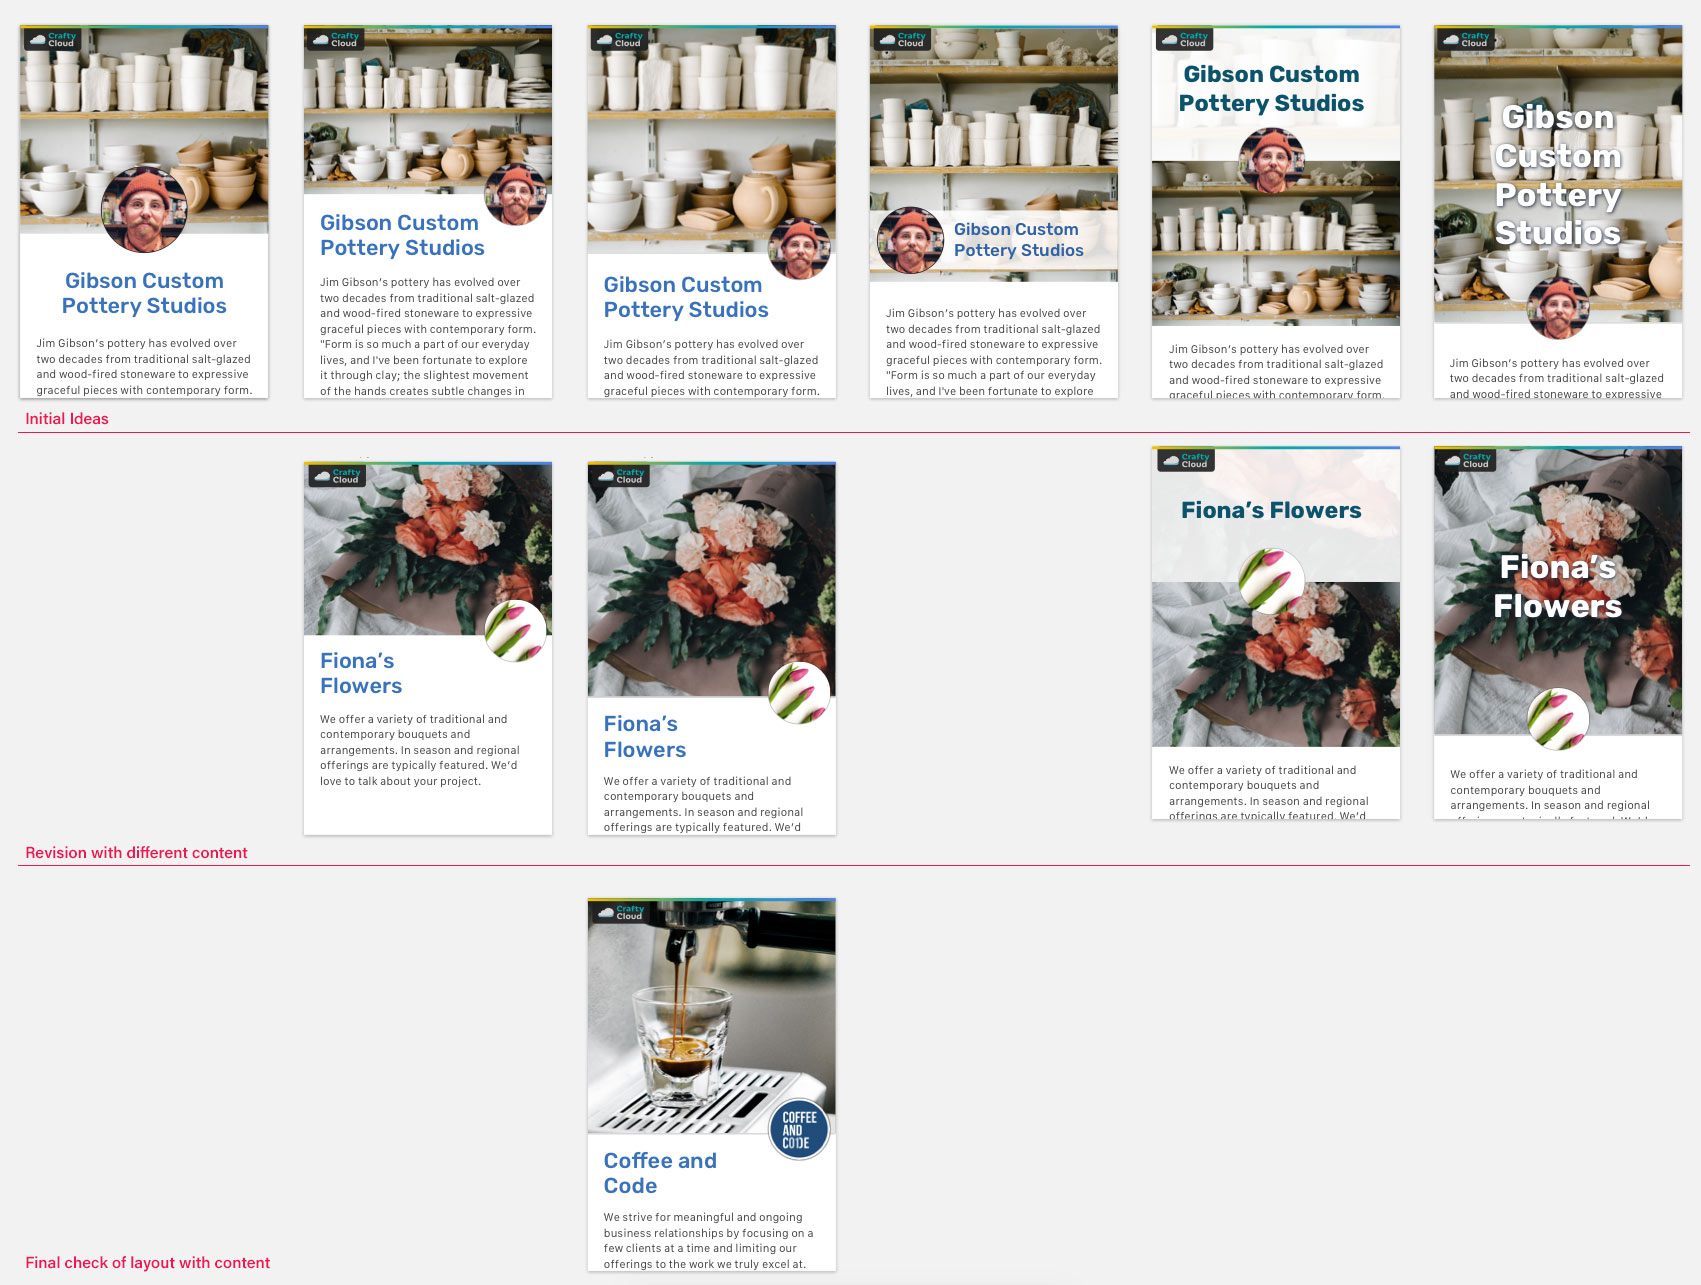 Crafty
Cloud
Gibson Custom
Pottery Studios
Jim Gibson's pottery has evolved over
two decades from traditional salt-glazed
and wood-fired stoneware to expressive
graceful pieces with contemporary form.
Crafty
Cloud
Gibson Custom
Pottery Studios
Jim Gibson's pottery has evolved over
two decades from traditional salt-glazed
and wood-fired stoneware to expressive
graceful pieces with contemporary form.
"Form is so much a part of our everyday
lives, and I've been fortunate to explore
it through clay; the slightest movement
of the hands creates subtle changes in
Crafty
Cloud
Gibson Custom
Pottery Studios
Jim Gibson's pottery has evolved over
two decades from traditional salt-glazed
and wood-fired stoneware to expressive
graceful pieces with contemporary form.
Crafty
Cloud
Gibson Custom
Pottery Studios
Jim Gibson's pottery has evolved over
two decades from traditional salt-glazed
and wood-fired stoneware to expressive
graceful pieces with contemporary form.
"Form is so much a part of our everyday
lives, and I've been fortunate to explore
Crafty
Cloud
Gibson Custom
Pottery Studios
Jim Gibson's pottery has evolved over
two decades from traditional salt-glazed
and wood-fired stoneware to expressive
graceful pieces with contemporary form.
Crafty
Cloud
Gibson
Custom
Pottery
Studios
Jim Gibson's pottery has evolved over
two decades from traditional salt-glazed
and wood-fired stoneware to expressive
Initial Ideas
Crafty
Cloud
Fiona's
Flowers
We offer a variety of traditional and
contemporary bouquets and
arrangements. In season and regional
offerings are typically featured. We'd
love to talk about your project.
Crafty
Cloud
Fiona's
Flowers
We offer a variety of traditional and
contemporary bouquets and
arrangements. In season and regional
offerings are typically featured. We'd
Crafty
Cloud
Fiona's Flowers
We offer a variety of traditional and
contemporary bouquets and
arrangements. In season and regional
offerings are typically featured. We'd
Crafty
Cloud
Fiona's
Flowers
We offer a variety of traditional and
contemporary bouquets and
arrangements. In season and regional
Revision with different content
Crafty
Cloud
COFFEE
AND
CODE
Coffee and
Code
We strive for meaningful and ongoing
business relationships by focusing on a
few clients at a time and limiting our
offerings to the work we truly excel at.
Final check of layout with content